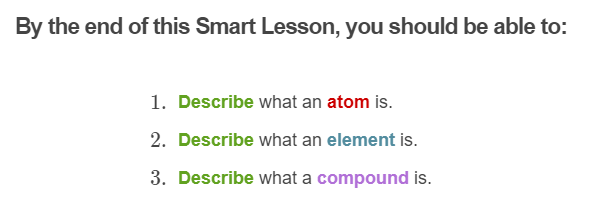 By the end of this Smart Lesson, you should be able to:
1. Describe what an atom is.
2. Describe what an element is.
3. Describe what a compound is.